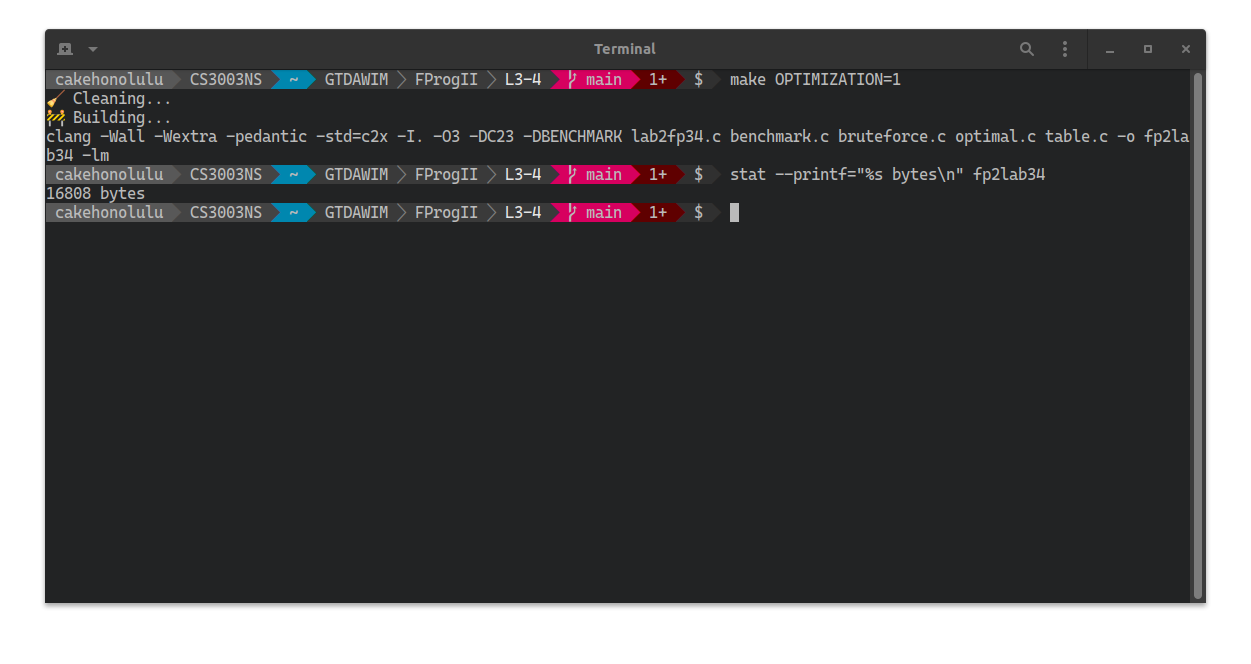 Terminal
cakehonolulu CS3003NS ~ GTDAWIM FProgII L3-4 main 1+ $ make OPTIMIZATION=1
Cleaning...
Building...
clang -Wall -Wextra -pedantic -std=c2x -I. -O3 -DC23 -DBENCHMARK lab2fp34.c benchmark.c bruteforce.c optimal.c table.c -o fp2la
b34 -lm
cakehonolulu CS3003NS ~ GTDAWIM FProgII L3-4 main 1+ $ stat --printf="%s bytes\n" fp2lab34
16808 bytes
cakehonolulu CS3003NS ~ GTDAWIM FProgII L3-4 main 1+ $